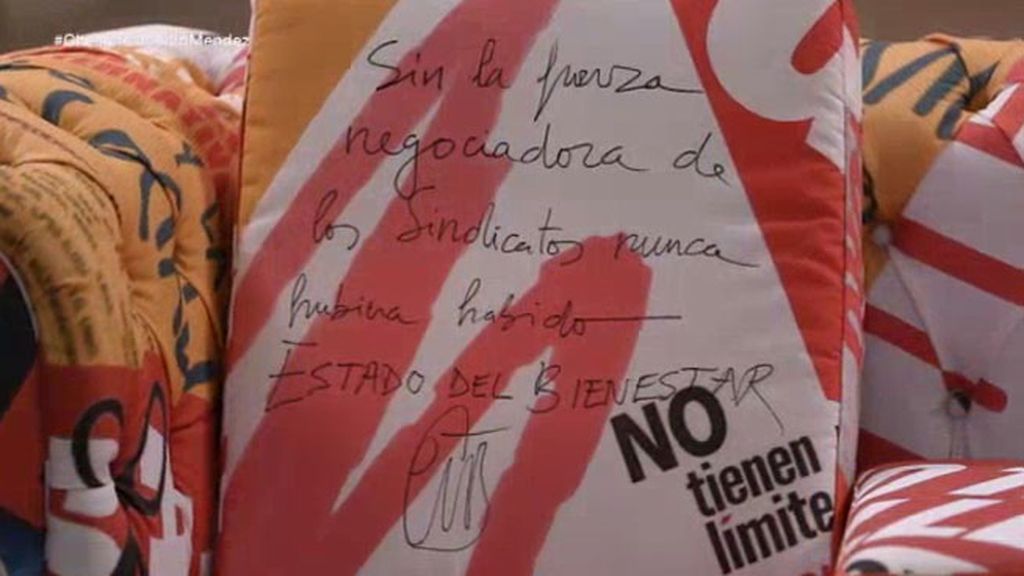 Sin la fuerza
negociadora de
los Sindicatos nunca
hubiera habido
ESTADO DEL BIENESTAR
NO
tienen
límite